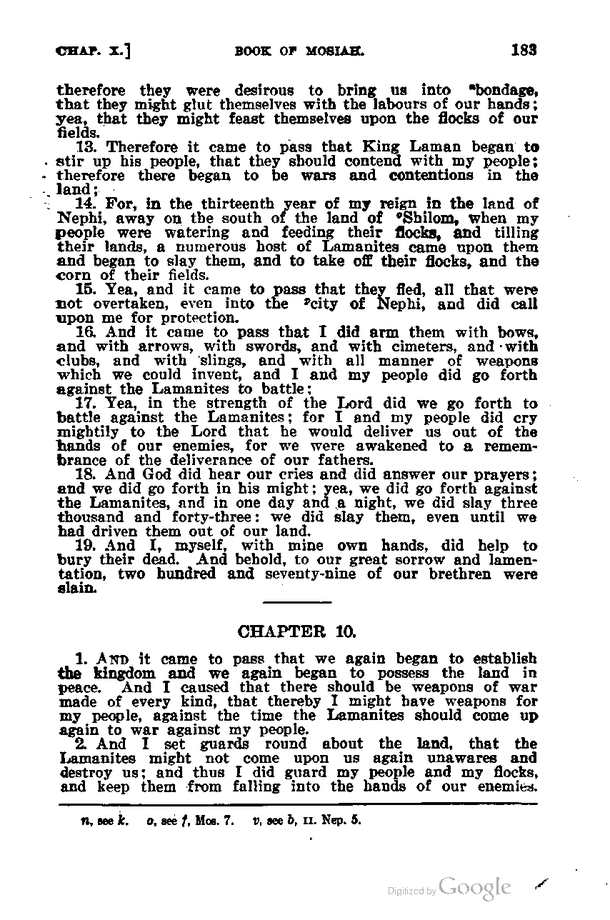 CHAP. X.] BOOK OF MOSIAH. 183
therefore they were desirous to bring us into ⁿbondage,
that they might glut themselves with the labours of our hands;
yea, that they might feast themselves upon the flocks of our
fields.
13. Therefore it came to pass that King Laman began to
stir up his people, that they should contend with my people;
therefore there began to be wars and contentions in the
land;
14. For, in the thirteenth year of my reign in the land of
Nephi, away on the south of the land of ᵒShilom, when my
people were watering and feeding their flocks, and tilling
their lands, a numerous host of Lamanites came upon them
and began to slay them, and to take off their flocks, and the
corn of their fields.
15. Yea, and it came to pass that they fled, all that were
not overtaken, even into the ᵖcity of Nephi, and did call
upon me for protection.
16. And it came to pass that I did arm them with bows,
and with arrows, with swords, and with cimeters, and with
clubs, and with slings, and with all manner of weapons
which we could invent, and I and my people did go forth
against the Lamanites to battle;
17. Yea, in the strength of the Lord did we go forth to
battle against the Lamanites; for I and my people did cry
mightily to the Lord that he would deliver us out of the
hands of our enemies, for we were awakened to a remem-
brance of the deliverance of our fathers.
18. And God did hear our cries and did answer our prayers;
and we did go forth in his might; yea, we did go forth against
the Lamanites, and in one day and a night, we did slay three
thousand and forty-three: we did slay them, even until we
had driven them out of our land.
19. And I, myself, with mine own hands, did help to
bury their dead. And behold, to our great sorrow and lamen-
tation, two hundred and seventy-nine of our brethren were
slain.
CHAPTER 10.
1. AND it came to pass that we again began to establish
the kingdom and we again began to possess the land in
peace. And I caused that there should be weapons of war
made of every kind, that thereby I might have weapons for
my people, against the time the Lamanites should come up
again to war against my people.
2. And I set guards round about the land, that the
Lamanites might not come upon us again unawares and
destroy us; and thus I did guard my people and my flocks,
and keep them from falling into the hands of our enemies.
n, see k. o, see f, Mos. 7. v, see b, II. Nep. 5.
Digitized by Google